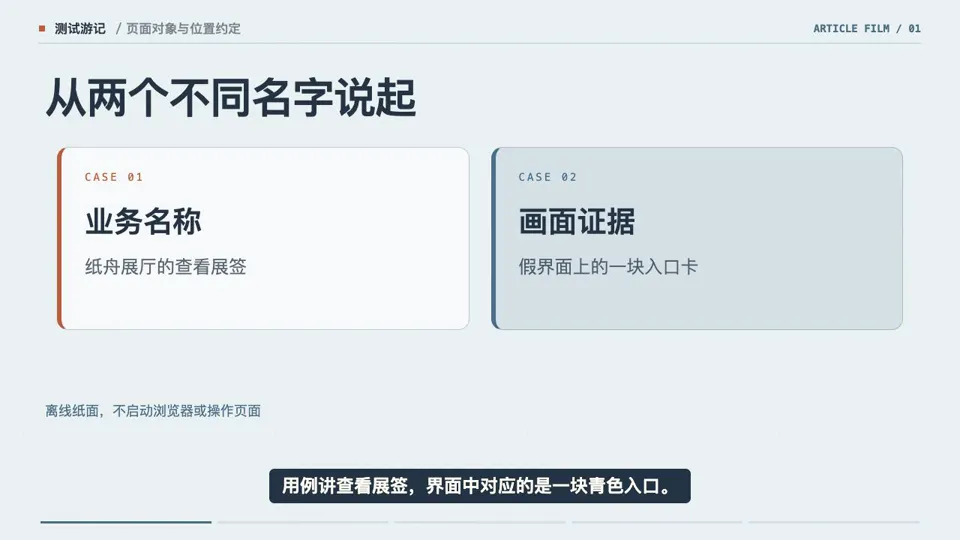 测试游记 / 页面对象与位置约定
ARTICLE FILM / 01
从两个不同名字说起
CASE 01
业务名称
纸舟展厅的查看展签
CASE 02
画面证据
假界面上的一块入口卡
离线纸面，不启动浏览器或操作页面
用例讲查看展签，界面中对应的是一块青色入口。